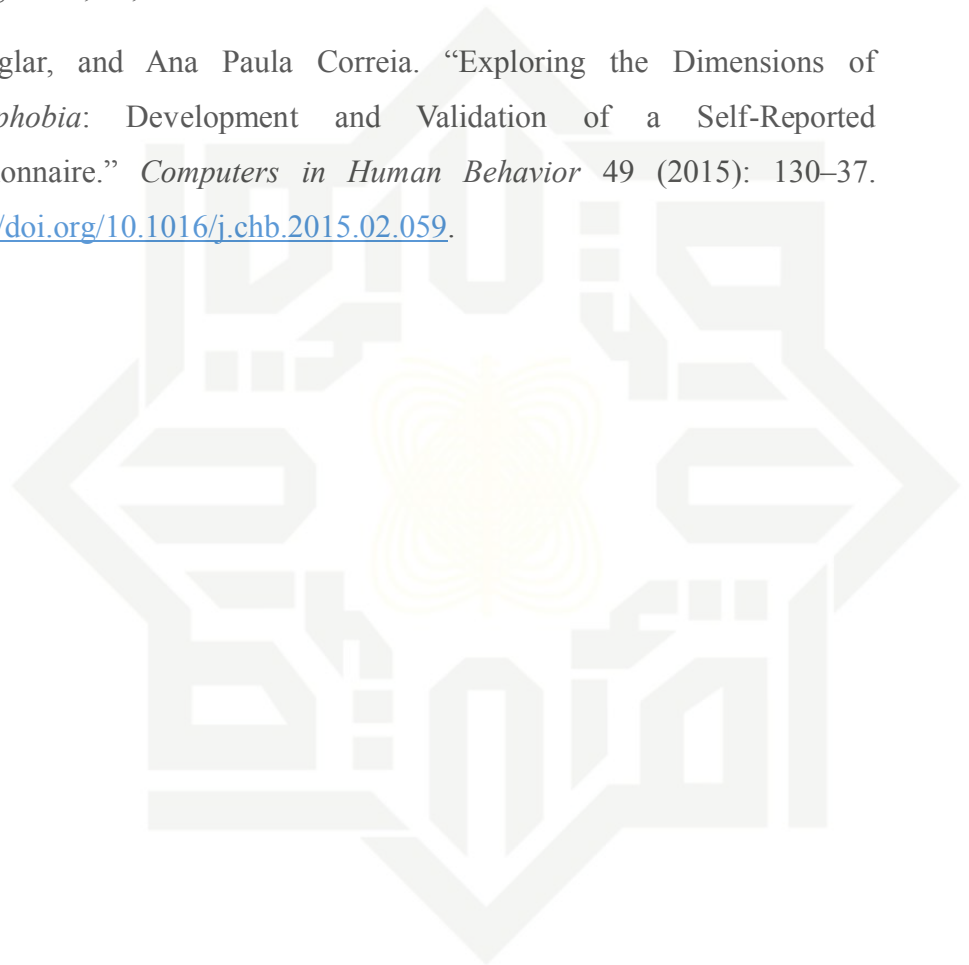 glar, and Ana Paula Correia. “Exploring the Dimensions of
phobia: Development and Validation of a Self-Reported
onnaire.” Computers in Human Behavior 49 (2015): 130–37.
/doi.org/10.1016/j.chb.2015.02.059.